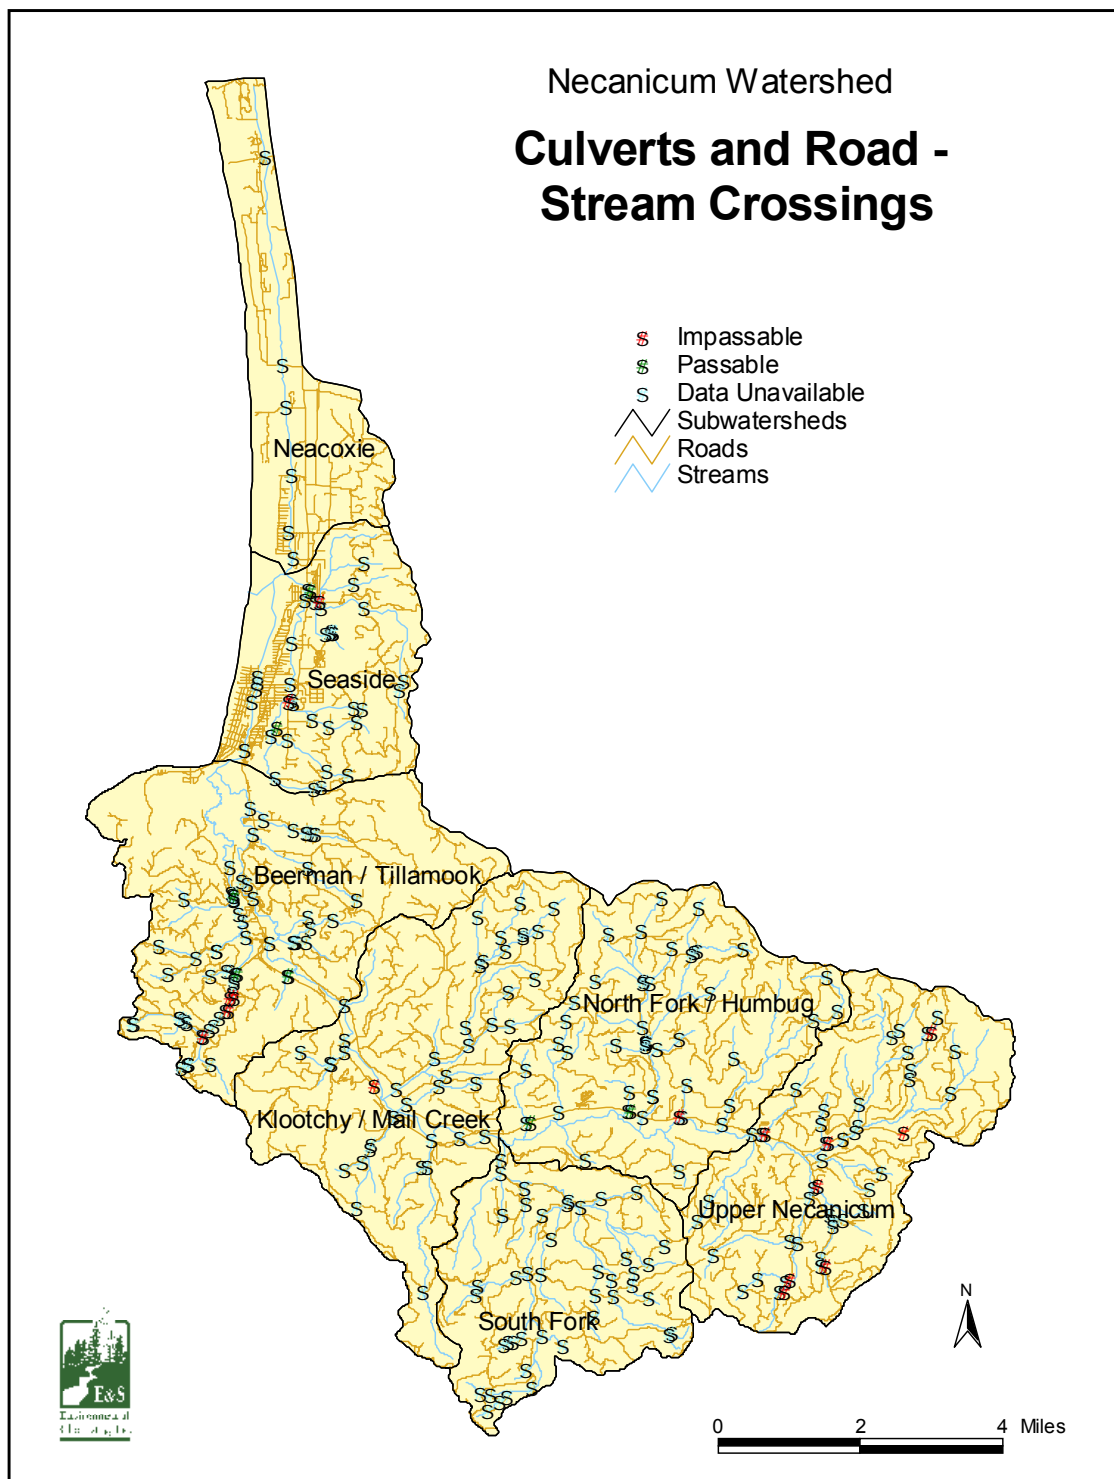 Necanicum Watershed
Culverts and Road -
Stream Crossings
S Impassable
S Passable
S Data Unavailable
Subwatersheds
Roads
Streams
Neacoxie
Seaside
Beerman / Tillamook
North Fork / Humbug
Klootchy / Mail Creek
Upper Necanicum
South Fork
N
E&S
Environmental
0 2 4 Miles